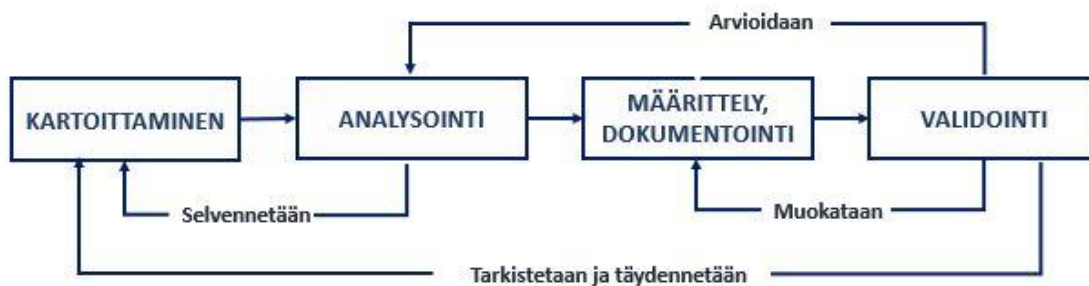 Arvioidaan
KARTOITTAMINEN
ANALYSOINTI
MÄÄRITTELY,
DOKUMENTOINTI
VALIDOINTI
Selvennetään
Muokataan
Tarkistetaan ja täydennetään